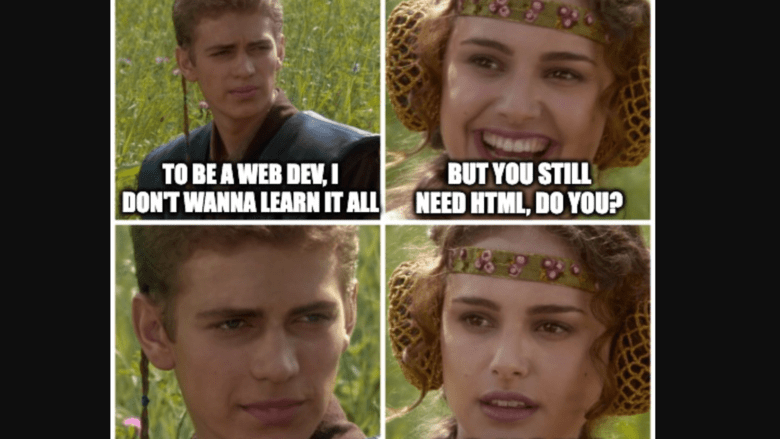 TO BE A WEB DEV, I
DON'T WANNA LEARN IT ALL
BUT YOU STILL
NEED HTML, DO YOU?